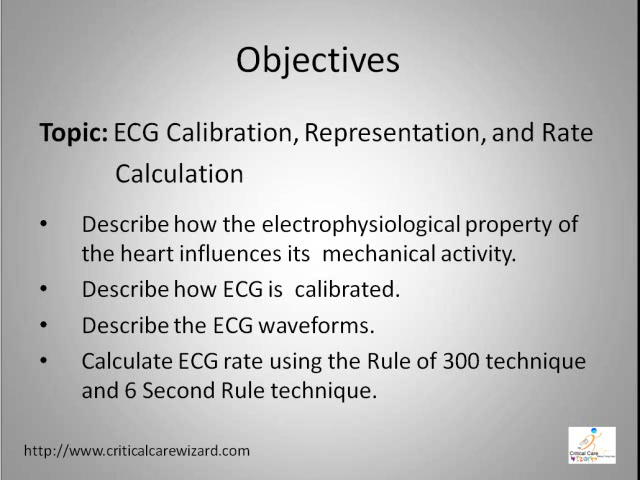 Objectives
Topic: ECG Calibration, Representation, and Rate
Calculation
• Describe how the electrophysiological property of
the heart influences its mechanical activity.
• Describe how ECG is calibrated.
• Describe the ECG waveforms.
• Calculate ECG rate using the Rule of 300 technique
and 6 Second Rule technique.
http://www.criticalcarewizard.com
Critical Care